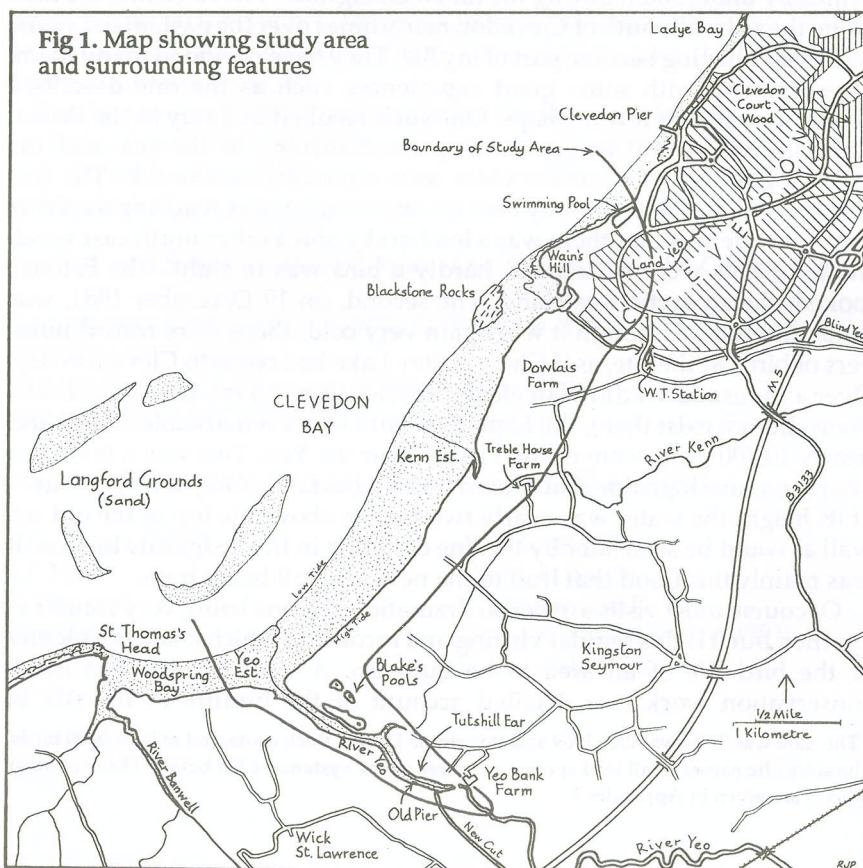 Fig 1. Map showing study area
and surrounding features
Ladye Bay
Clevedon
Court
Wood
Clevedon Pier
Boundary of Study Area
Swimming Pool
CLEVEDON
Wain's
Hill
Land Yeo
Blackstone Rocks
Blind Yeo
Dowlais
Farm
W.T. Station
M5
CLEVEDON
BAY
River Kenn
B3133
Kenn Est.
Treble House
Farm
Langford Grounds
(Sand)
Low Tide
High Tide
St. Thomas's
Head
Woodspring
Bay
Yeo
Est.
Blake's
Pools
Kingston
Seymour
1/2 Mile
1 Kilometre
Tutshill Ear
River Yeo
River Banwell
Yeo Bank
Farm
Old Pier
New Cut
Wick
St. Lawrence
River Yeo
RJP